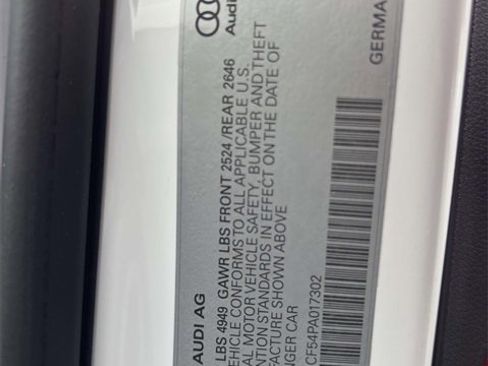 AUDI AG
Audi
LBS 4949 GAWR LBS FRONT 2524/REAR 2646
EHICLE CONFORMS TO ALL APPLICABLE U.S.
AL MOTOR VEHICLE SAFETY, BUMPER AND THEFT
NTION STANDARDS IN EFFECT ON THE DATE OF
FACTURE SHOWN ABOVE
NGER CAR
CF54PA017302
GERMA